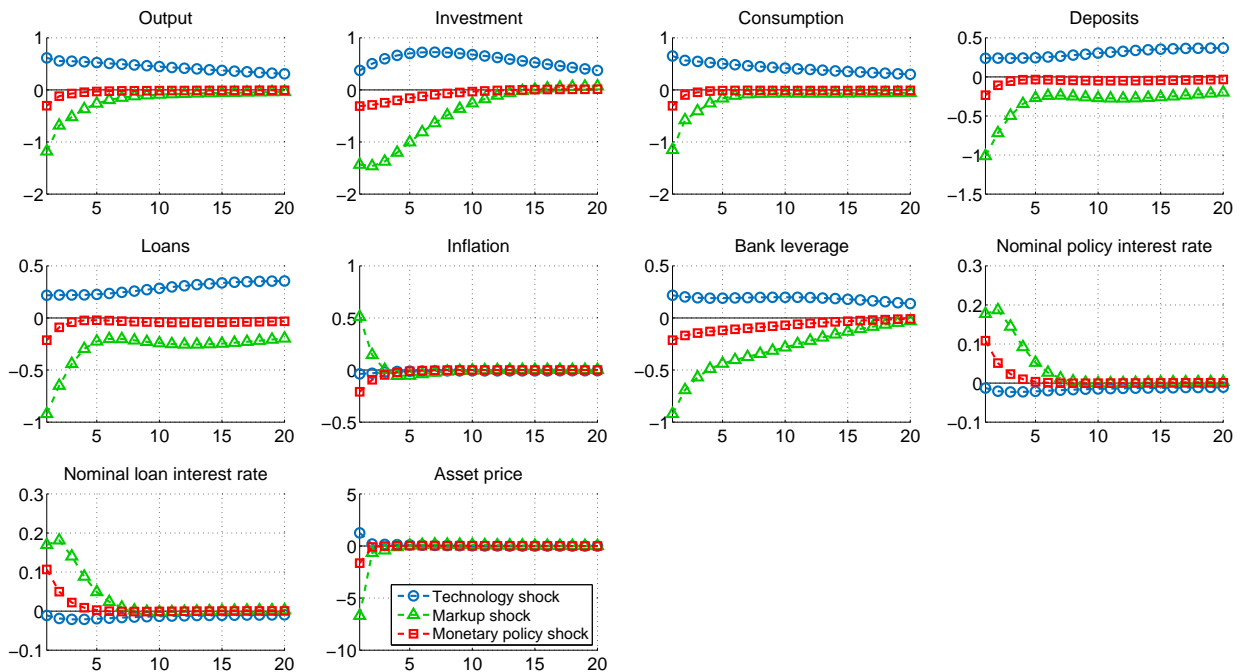 Output
Investment
Consumption
Deposits
1
0
−1
−2
5 10 15 20
1
0
−1
−2
5 10 15 20
1
0
−1
−2
5 10 15 20
0.5
0
−0.5
−1
−1.5
5 10 15 20
Loans
Inflation
Bank leverage
Nominal policy interest rate
0.5
0
−0.5
−1
5 10 15 20
1
0.5
0
−0.5
5 10 15 20
0.5
0
−0.5
−1
5 10 15 20
0.3
0.2
0.1
0
−0.1
5 10 15 20
Nominal loan interest rate
Asset price
0.3
0.2
0.1
0
−0.1
5 10 15 20
5
0
−5
−10
5 10 15 20
Technology shock
Markup shock
Monetary policy shock